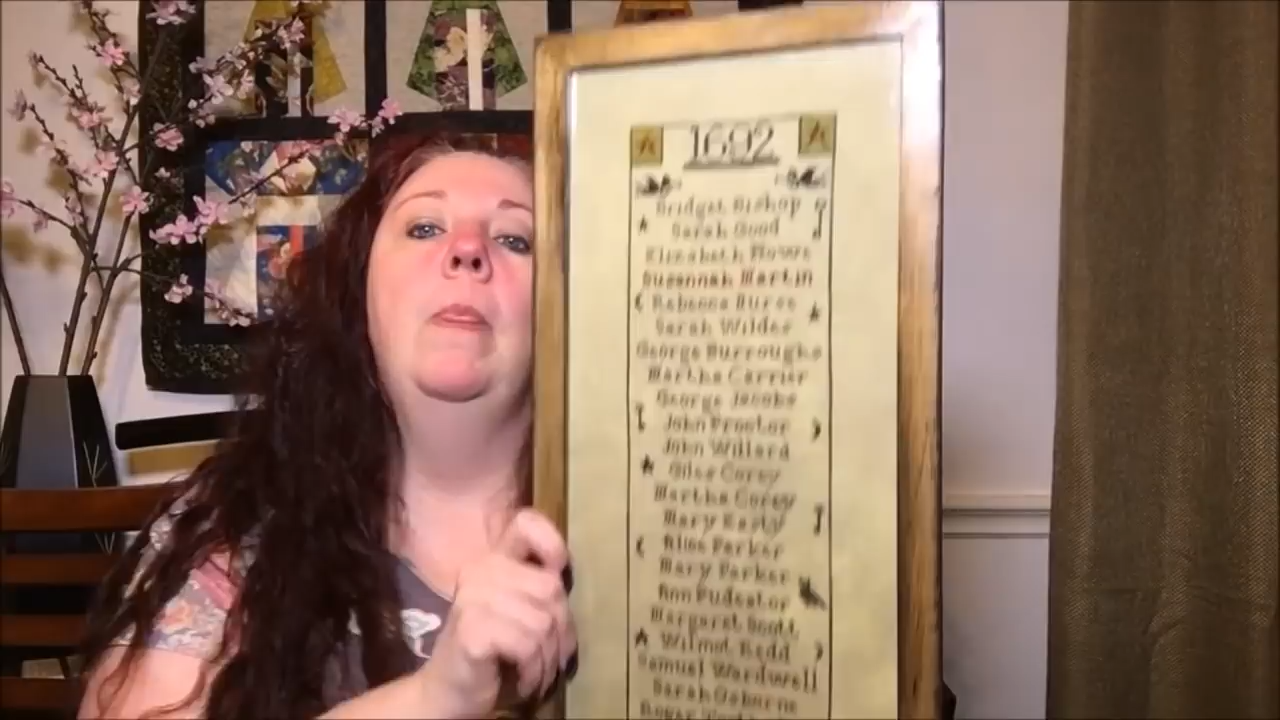 A 1692 A
Bridget Bishop
Sarah Good
Elizabeth Howe
Susannah Martin
Rebecca Nurse
Sarah Wildes
George Burroughs
Martha Carrier
George Jacobs
John Proctor
John Willard
Giles Corey
Martha Corey
Mary Easty
Alice Parker
Mary Parker
Ann Pudeator
Margaret Scott
Wilmot Redd
Samuel Wardwell
Sarah Osborne
Roger